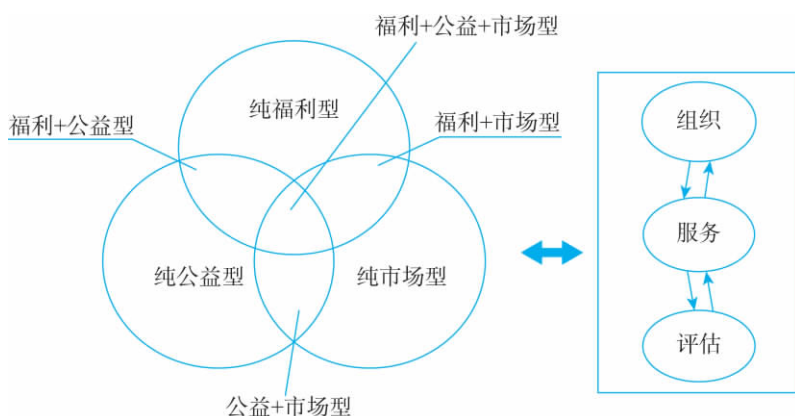 福利+公益+市场型
纯福利型
福利+公益型
福利+市场型
纯公益型
纯市场型
公益+市场型
组织
服务
评估